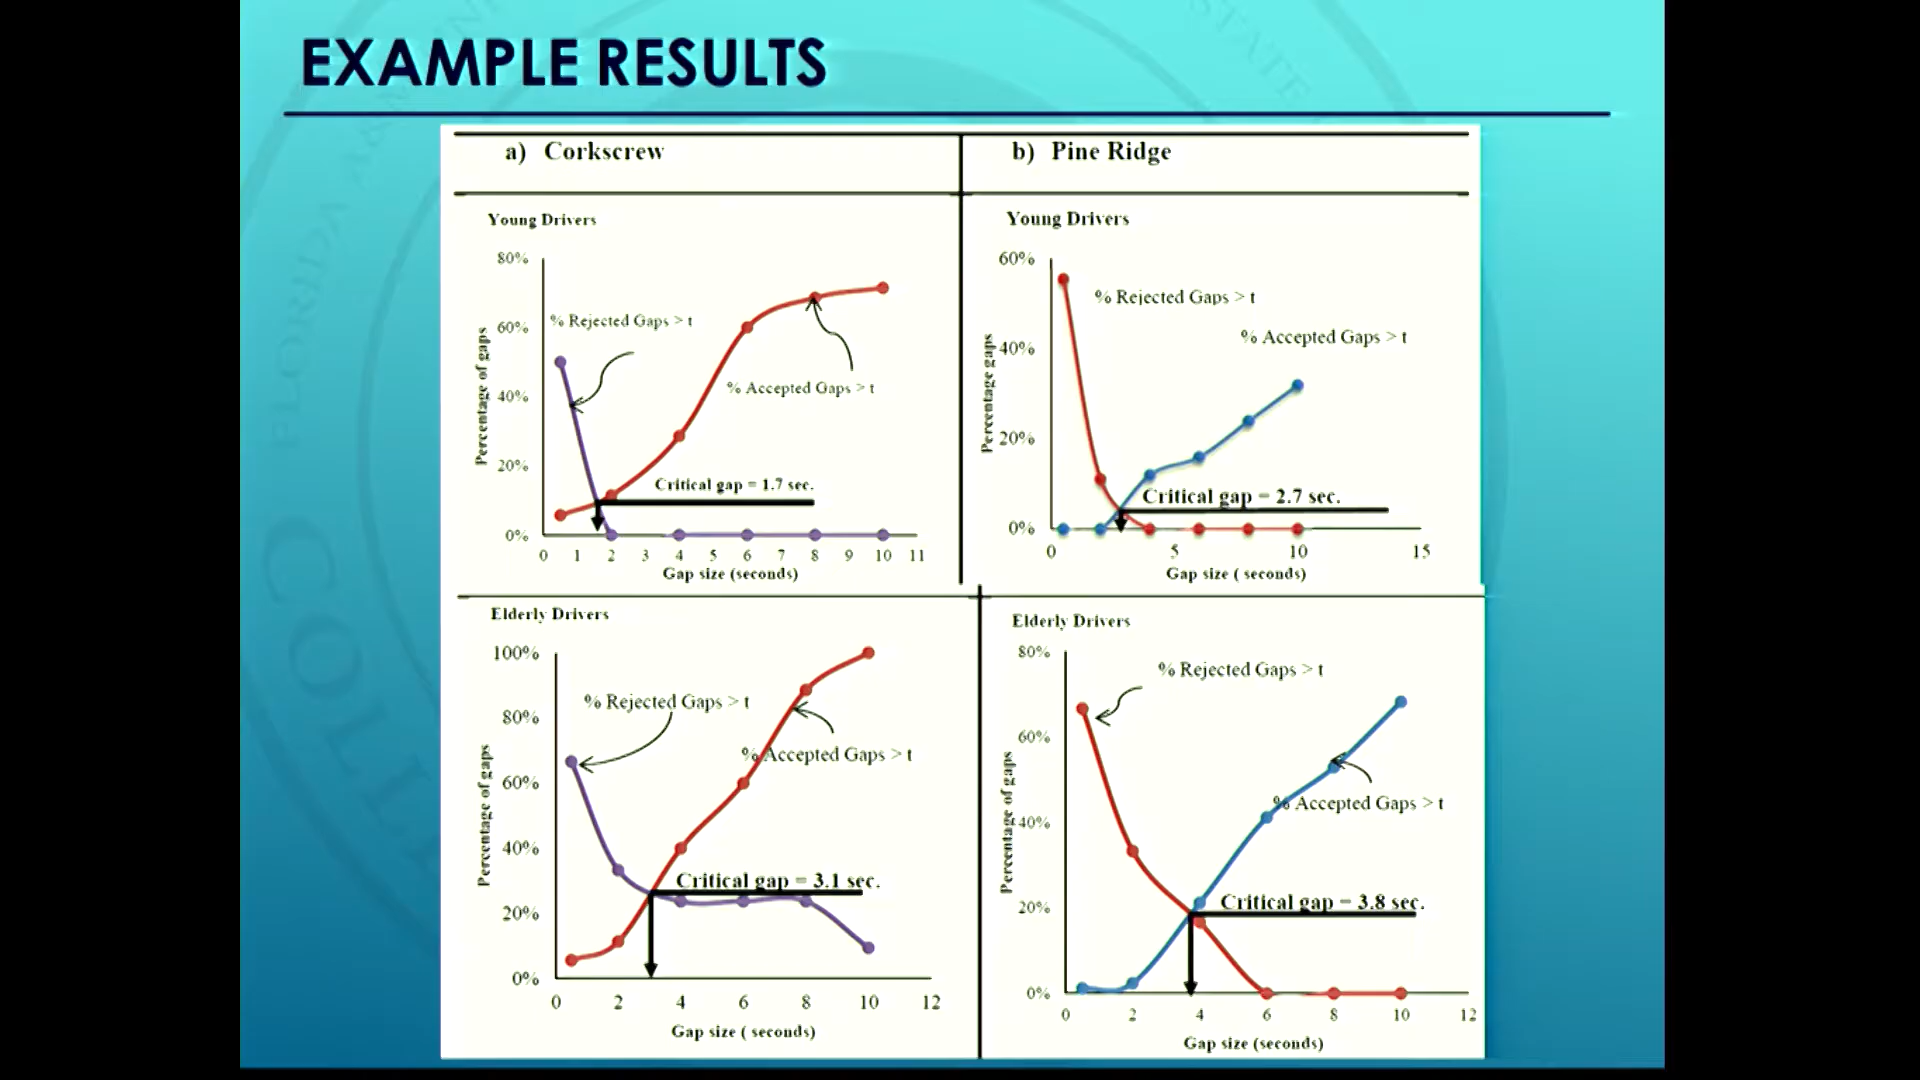 EXAMPLE RESULTS
a) Corkscrew
b) Pine Ridge
Young Drivers
80%
60%
40%
20%
0%
Percentage of gaps
% Rejected Gaps > t
% Accepted Gaps > t
Critical gap = 1.7 sec.
0 1 2 3 4 5 6 7 8 9 10 11
Gap size (seconds)
Young Drivers
60%
40%
20%
0%
Percentage gaps
% Rejected Gaps > t
% Accepted Gaps > t
Critical gap = 2.7 sec.
0 5 10 15
Gap size ( seconds)
Elderly Drivers
100%
80%
60%
40%
20%
0%
Percentage of gaps
% Rejected Gaps > t
% Accepted Gaps > t
Critical gap = 3.1 sec.
0 2 4 6 8 10 12
Gap size ( seconds)
Elderly Drivers
80%
60%
40%
20%
0%
Percentage of gaps
% Rejected Gaps > t
% Accepted Gaps > t
Critical gap = 3.8 sec.
0 2 4 6 8 10 12
Gap size (seconds)
STATE
FLORIDA